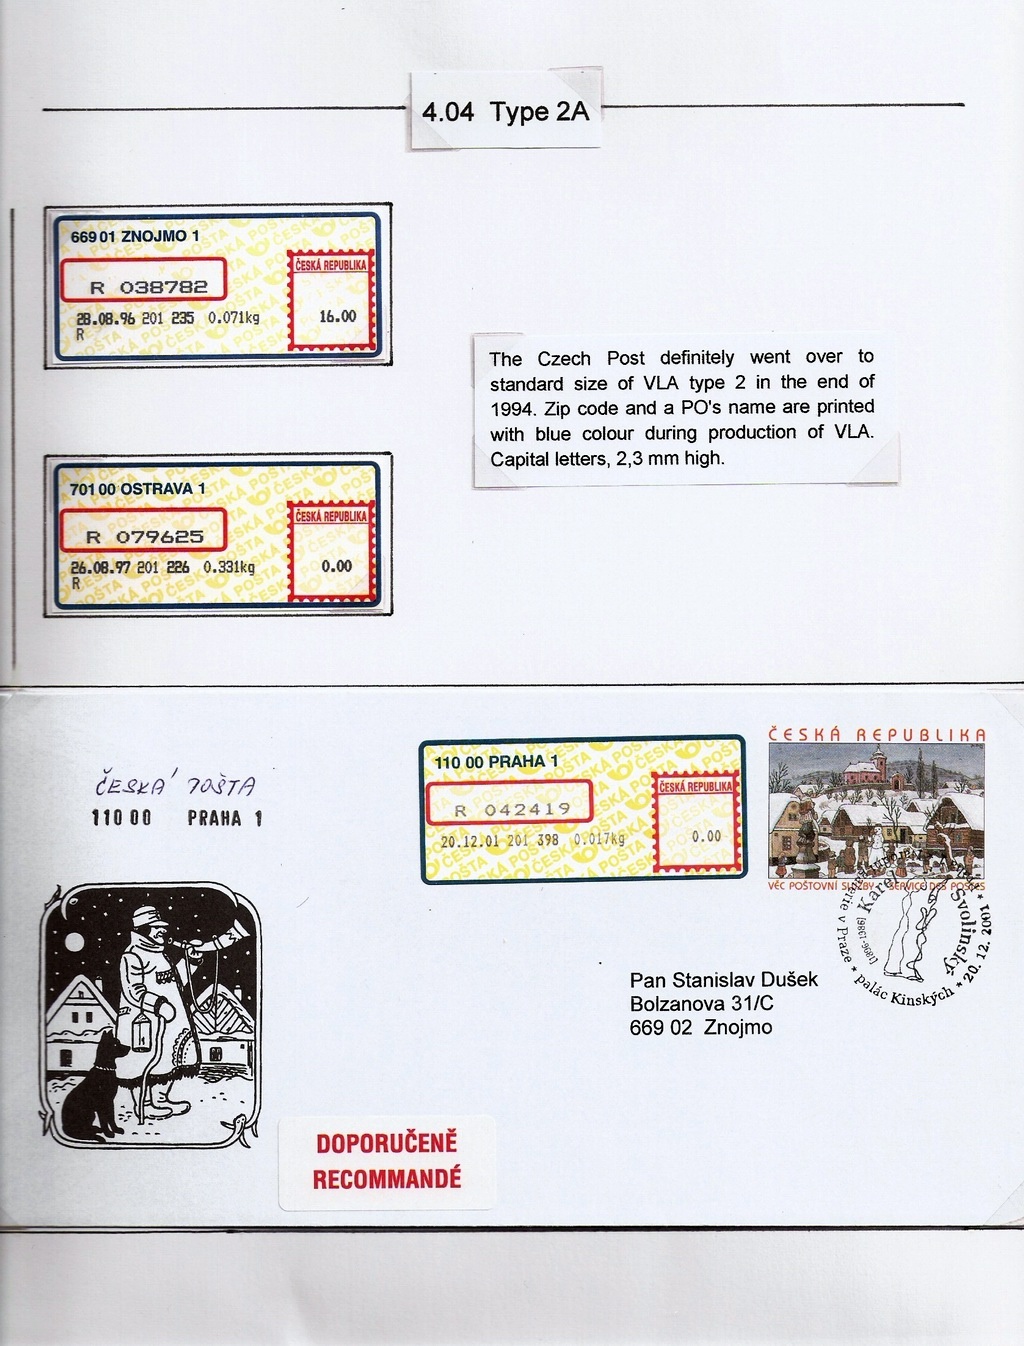 4.04 Type 2A
669 01 ZNOJMO 1
ČESKÁ REPUBLIKA
R 038782
28.08.96 201 235 0.071kg
16.00
R
The Czech Post definitely went over to
standard size of VLA type 2 in the end of
1994. Zip code and a PO's name are printed
with blue colour during production of VLA.
Capital letters, 2,3 mm high.
701 00 OSTRAVA 1
ČESKÁ REPUBLIKA
R 079625
26.08.97 201 226 0.331kg
0.00
R
ČESKÁ POŠTA
110 00 PRAHA 1
110 00 PRAHA 1
ČESKÁ REPUBLIKA
R 042419
20.12.01 201 398 0.017kg
0.00
ČESKÁ REPUBLIKA
VĚC POŠTOVNÍ SLUŽBY - SERVICE DES POSTES
Karel Svolinský
(1896-1986)
v Praze * palác Kinských * 20. 12. 2001 *
Pan Stanislav Dušek
Bolzanova 31/C
669 02 Znojmo
DOPORUČENĚ
RECOMMANDÉ